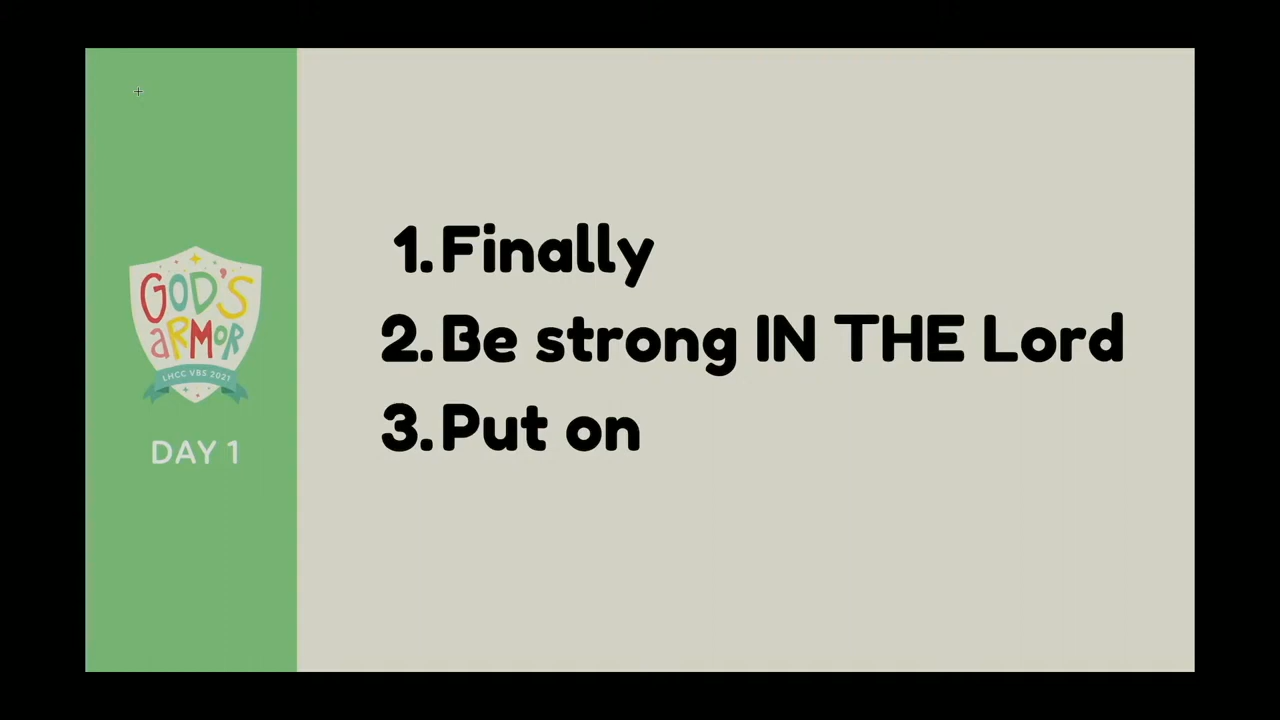 GOD'S
aRMOR
LHCC VBS 2021
DAY 1
1. Finally
2. Be strong IN THE Lord
3. Put on